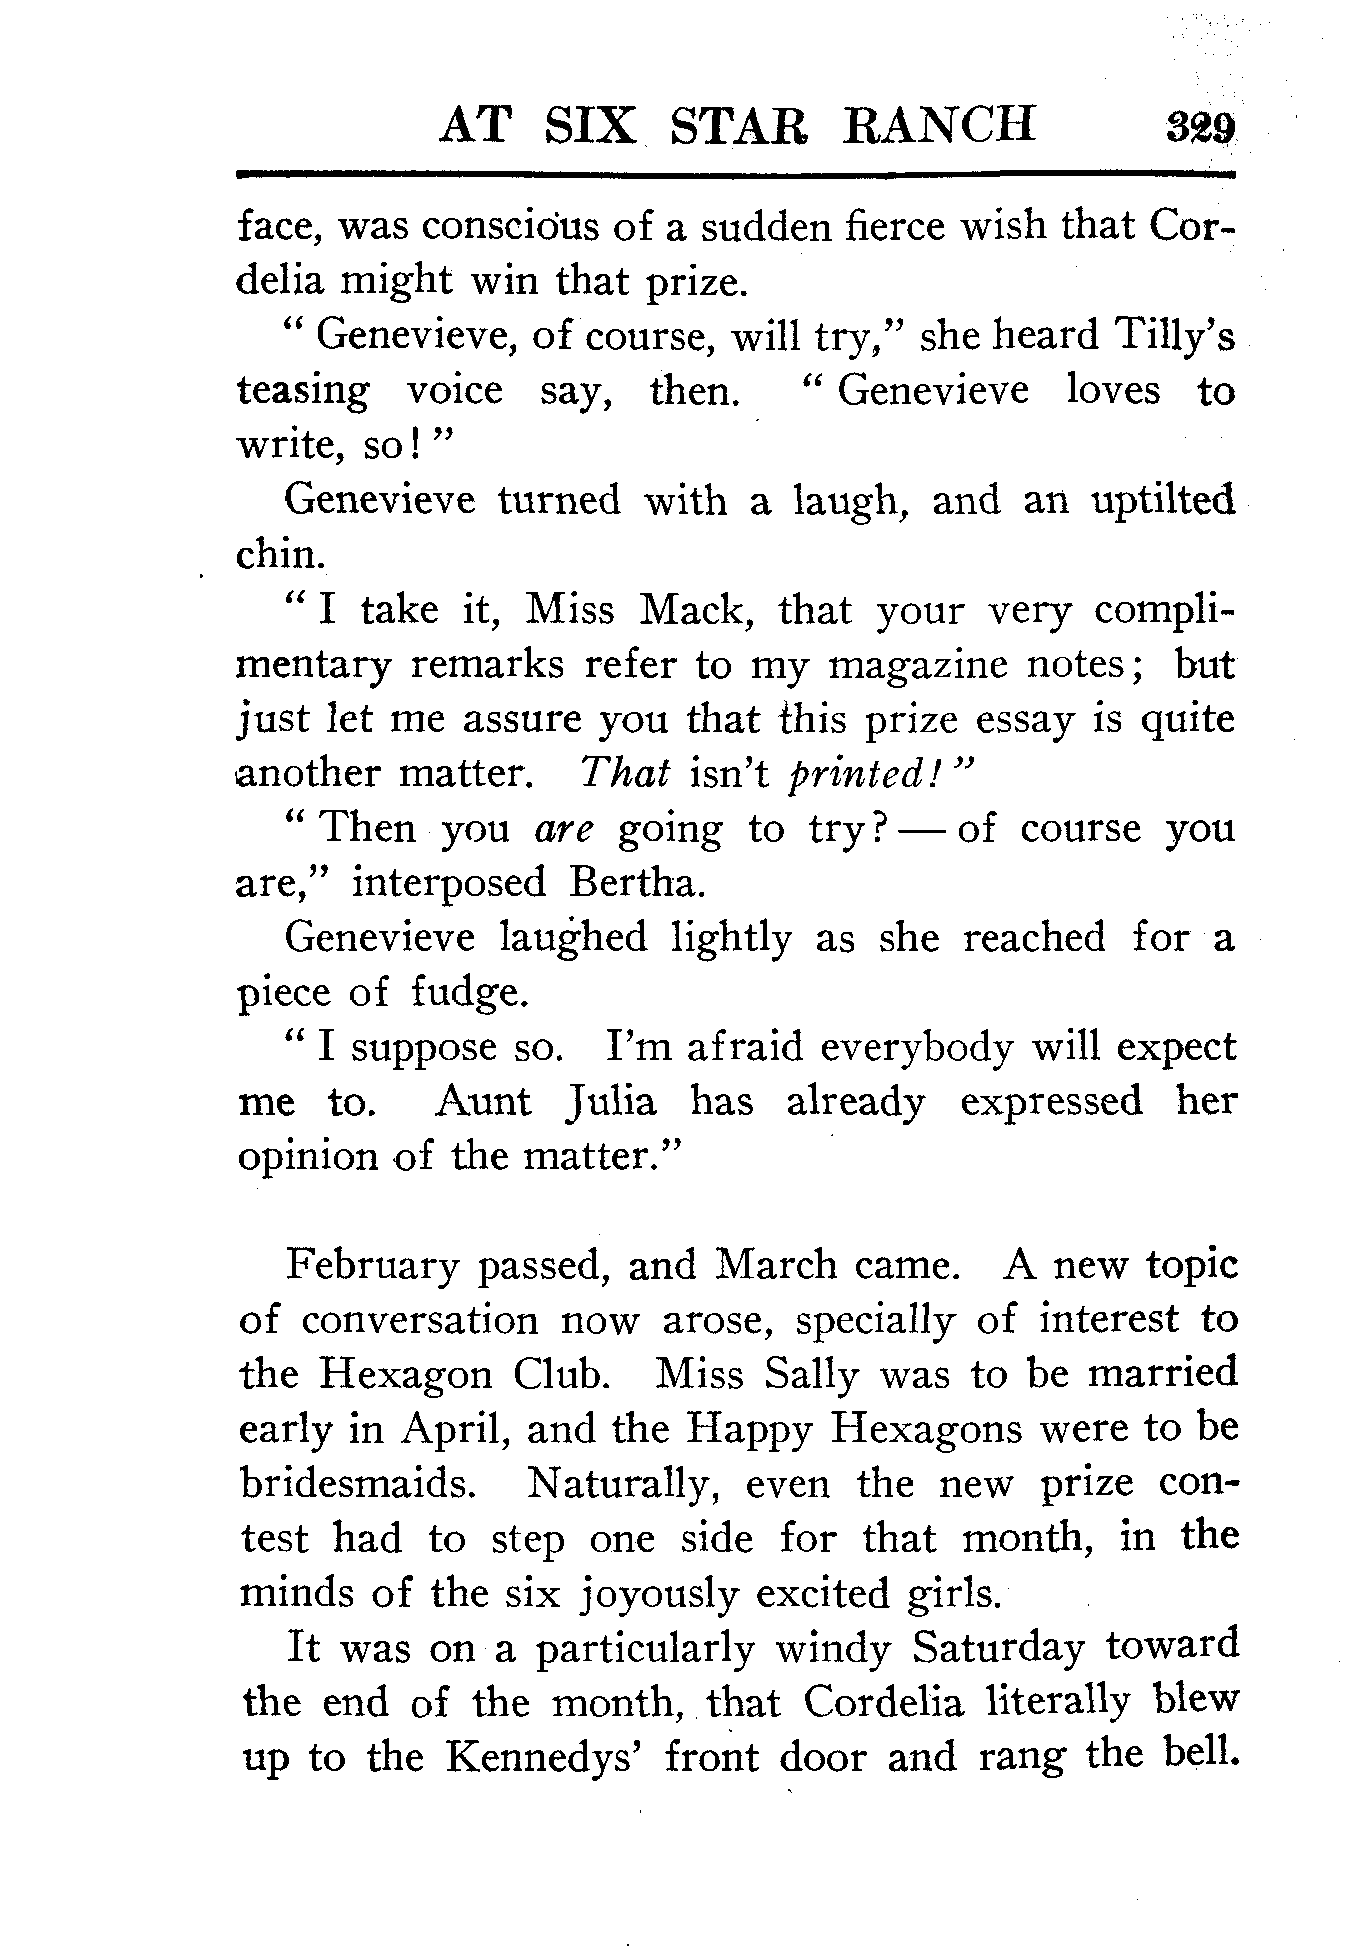 AT SIX STAR RANCH 329
face, was conscious of a sudden fierce wish that Cor-
delia might win that prize.
“ Genevieve, of course, will try,” she heard Tilly’s
teasing voice say, then. “ Genevieve loves to
write, so! ”
Genevieve turned with a laugh, and an uptilted
chin.
“ I take it, Miss Mack, that your very compli-
mentary remarks refer to my magazine notes; but
just let me assure you that this prize essay is quite
another matter. That isn’t printed! ”
“ Then you are going to try? — of course you
are,” interposed Bertha.
Genevieve laughed lightly as she reached for a
piece of fudge.
“ I suppose so. I’m afraid everybody will expect
me to. Aunt Julia has already expressed her
opinion of the matter.”
February passed, and March came. A new topic
of conversation now arose, specially of interest to
the Hexagon Club. Miss Sally was to be married
early in April, and the Happy Hexagons were to be
bridesmaids. Naturally, even the new prize con-
test had to step one side for that month, in the
minds of the six joyously excited girls.
It was on a particularly windy Saturday toward
the end of the month, that Cordelia literally blew
up to the Kennedys’ front door and rang the bell.